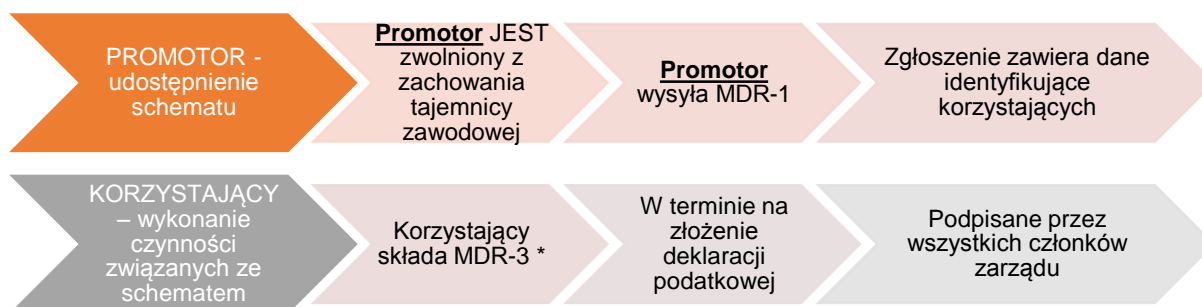 PROMOTOR -
udostępnienie
schematu
Promotor JEST
zwolniony z
zachowania
tajemnicy
zawodowej
Promotor
wysyła MDR-1
Zgłoszenie zawiera dane
identyfikujące
korzystających
KORZYSTAJĄCY
– wykonanie
czynności
związanych ze
schematem
Korzystający
składa MDR-3 *
W terminie na
złożenie
deklaracji
podatkowej
Podpisane przez
wszystkich członków
zarządu